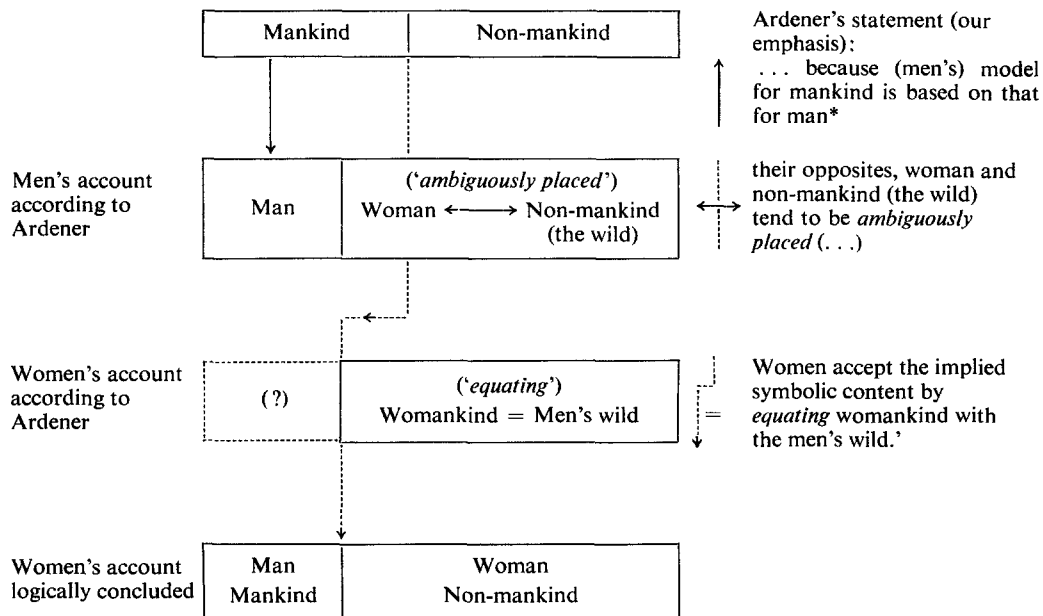 Mankind
Non-mankind
Ardener's statement (our
emphasis):
. . . because (men's) model
for mankind is based on that
for man*
Men's account
according to
Ardener
Man
('ambiguously placed')
Woman Non-mankind
(the wild)
their opposites, woman and
non-mankind (the wild)
tend to be ambiguously
placed (. . .)
Women's account
according to
Ardener
(?)
('equating')
Womankind = Men's wild
=
Women accept the implied
symbolic content by
equating womankind with
the men's wild.'
Women's account
logically concluded
Man
Mankind
Woman
Non-mankind